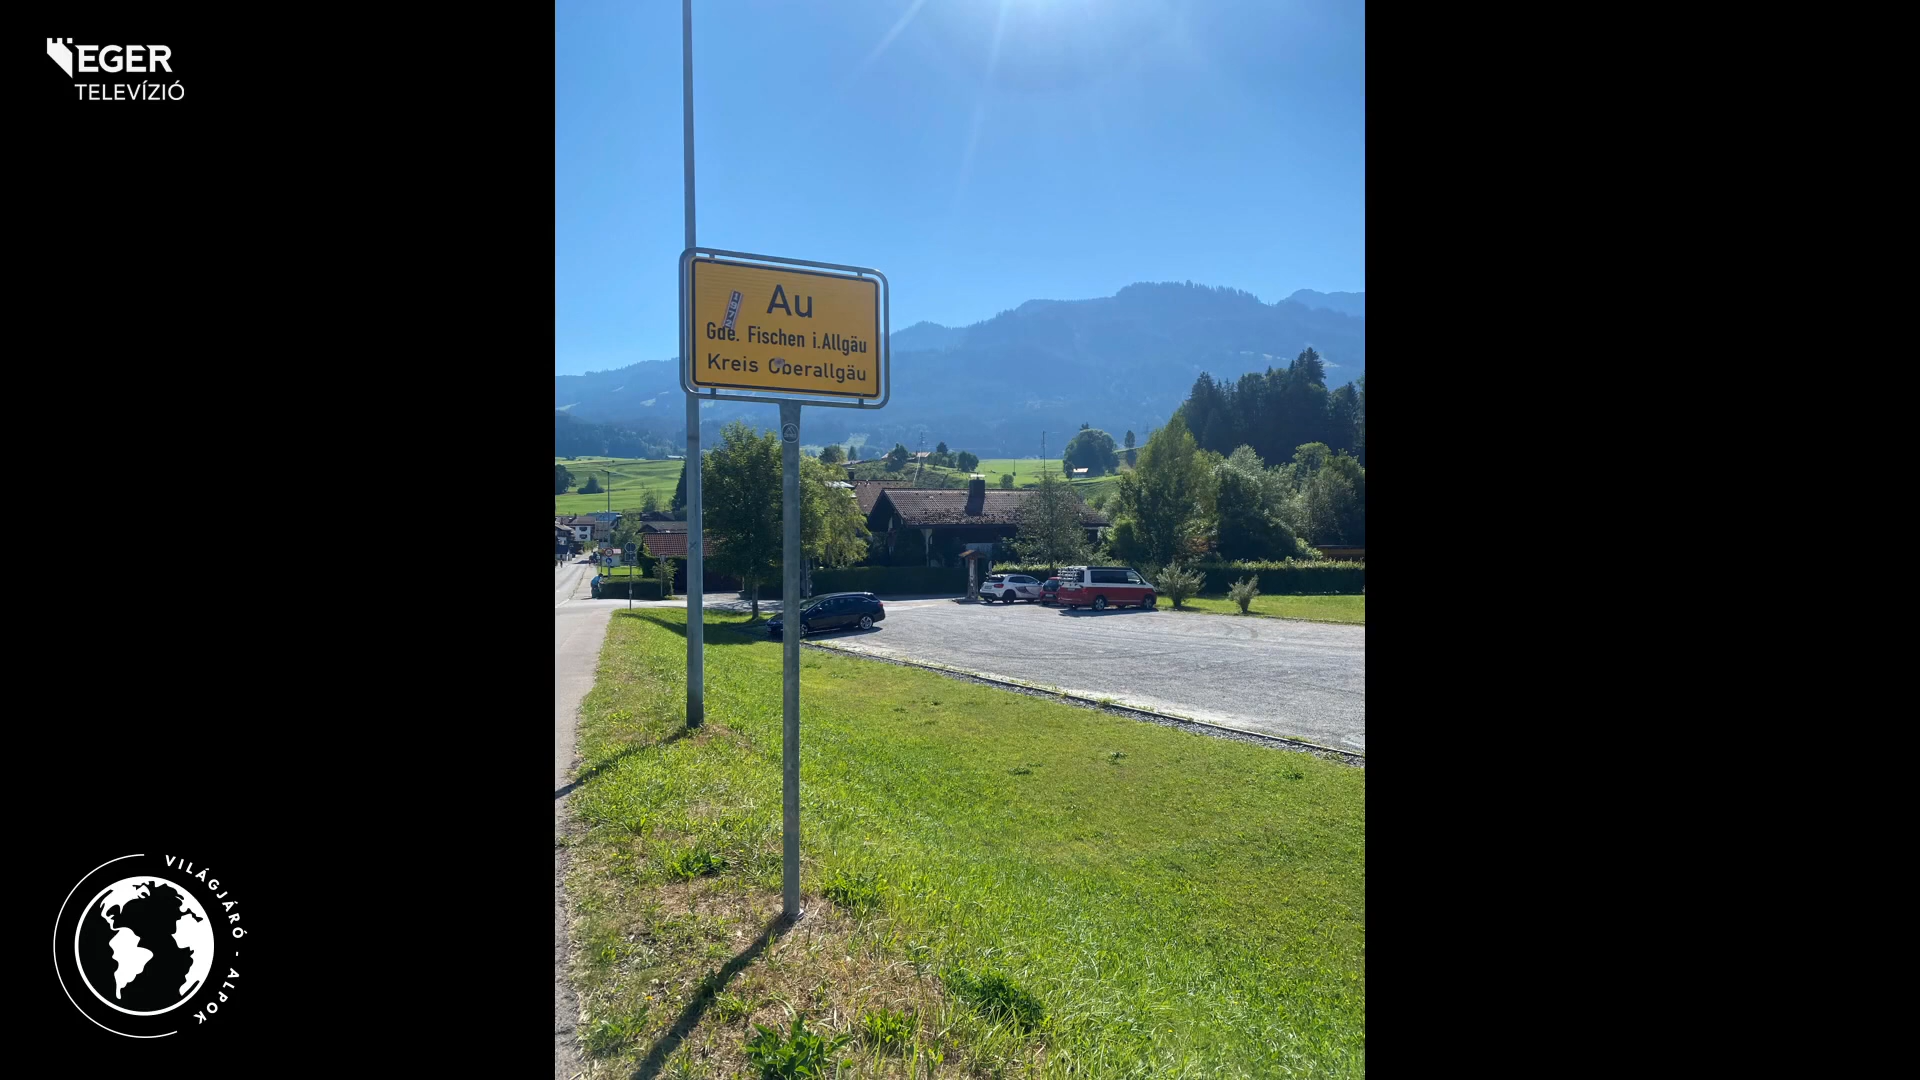 EGER
TELEVÍZIÓ
Au
Gde. Fischen i.Allgäu
Kreis Oberallgäu
VILÁGJÁRÓ - ALPOK